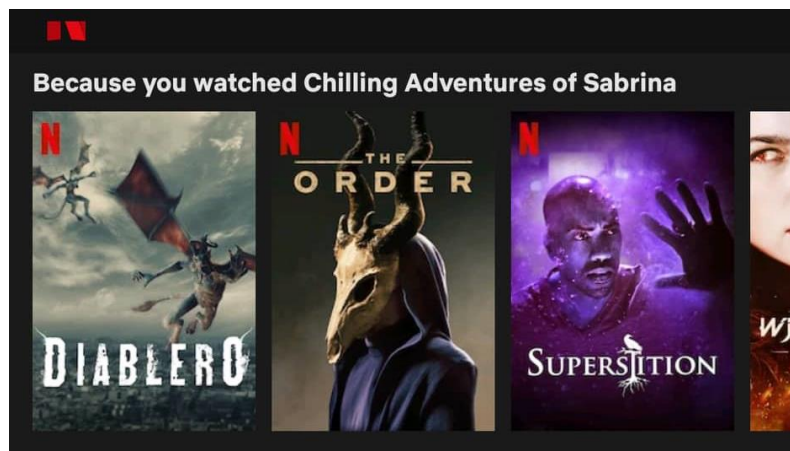 Because you watched Chilling Adventures of Sabrina
N
DIABLERO
N
THE
ORDER
N
SUPERSTITION